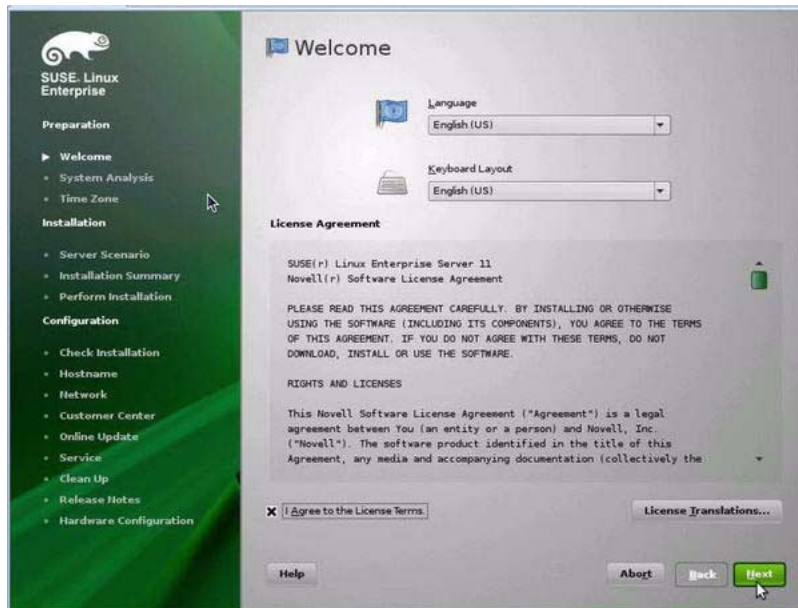 SUSE. Linux
Enterprise
Preparation
Welcome
System Analysis
Time Zone
Installation
Server Scenario
Installation Summary
Perform Installation
Configuration
Check Installation
Hostname
Network
Customer Center
Online Update
Service
Clean Up
Release Notes
Hardware Configuration
Welcome
Language
English (US)
Keyboard Layout
English (US)
License Agreement
SUSE(r) Linux Enterprise Server 11
Novell(r) Software License Agreement
PLEASE READ THIS AGREEMENT CAREFULLY. BY INSTALLING OR OTHERWISE
USING THE SOFTWARE (INCLUDING ITS COMPONENTS), YOU AGREE TO THE TERMS
OF THIS AGREEMENT. IF YOU DO NOT AGREE WITH THESE TERMS, DO NOT
DOWNLOAD, INSTALL OR USE THE SOFTWARE.
RIGHTS AND LICENSES
This Novell Software License Agreement ("Agreement") is a legal
agreement between You (an entity or a person) and Novell, Inc.
("Novell"). The software product identified in the title of this
Agreement, any media and accompanying documentation (collectively the
I Agree to the License Terms.
License Translations...
Help
Abort
Back
Next